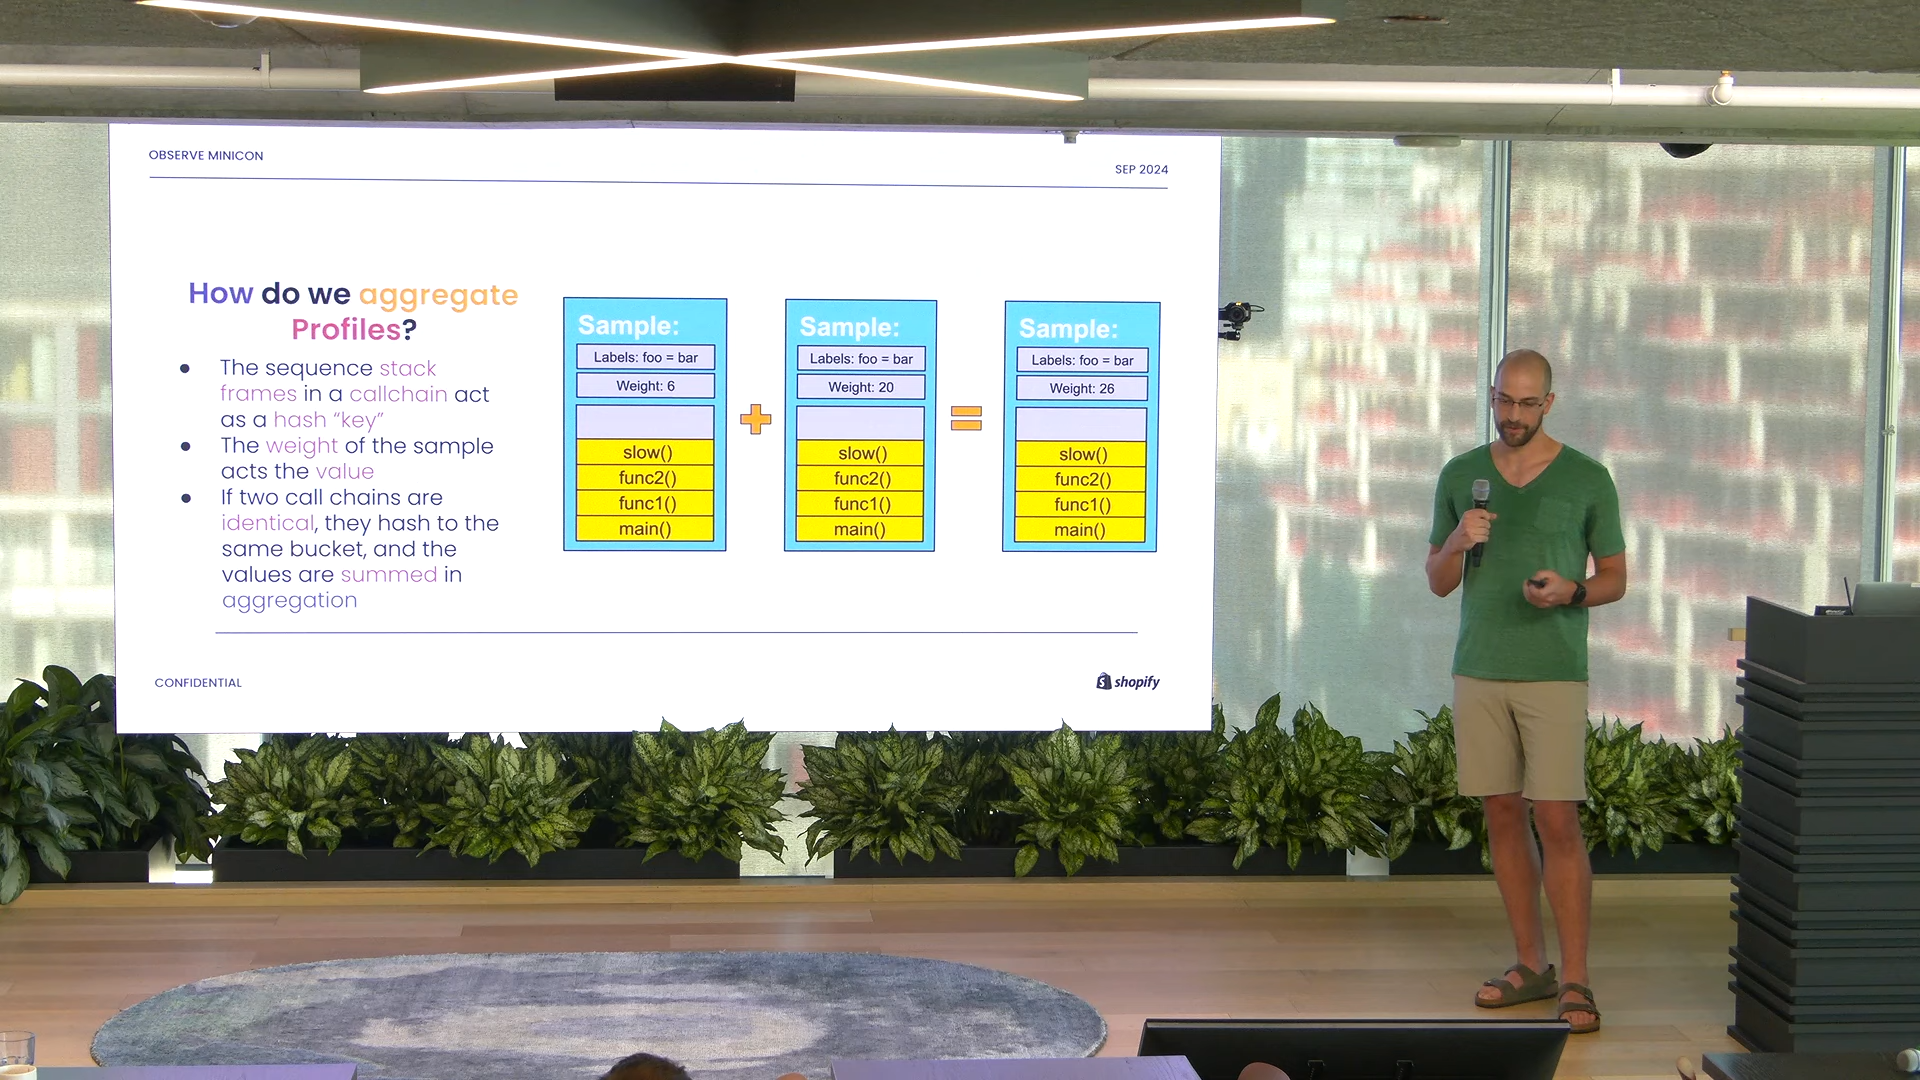 OBSERVE MINICON
SEP 2024
How do we aggregate
Profiles?
● The sequence stack
frames in a callchain act
as a hash “key”
● The weight of the sample
acts the value
● If two call chains are
identical, they hash to the
same bucket, and the
values are summed in
aggregation
Sample:
Labels: foo = bar
Weight: 6
slow()
func2()
func1()
main()
Sample:
Labels: foo = bar
Weight: 20
slow()
func2()
func1()
main()
Sample:
Labels: foo = bar
Weight: 26
slow()
func2()
func1()
main()
CONFIDENTIAL
shopify